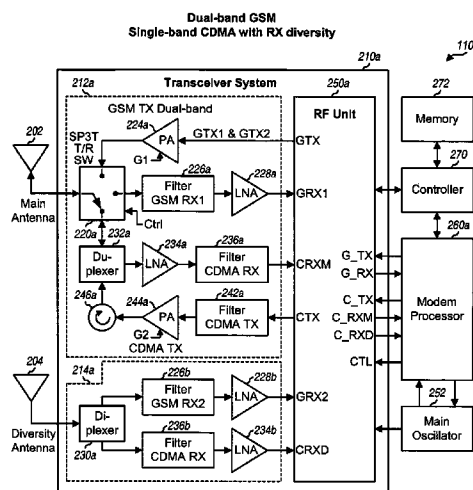 Dual-band GSM
Single-band CDMA with RX diversity
110
210a
Transceiver System
212a
250a
272
GSM TX Dual-band
RF Unit
Memory
202
224a
SP3T
T/R
SW
PA
GTX1 & GTX2
GTX
G1
226a
228a
270
Filter
GSM RX1
LNA
GRX1
Controller
Main
Antenna
Ctrl
220a
232a
234a
236a
260a
Du-
plexer
LNA
Filter
CDMA RX
CRXM
G_TX
G_RX
246a
244a
242a
C_TX
Modem
Processor
PA
Filter
CDMA TX
CTX
C_RXM
C_RXD
G2
CDMA TX
CTL
204
214a
226b
228b
252
Filter
GSM RX2
LNA
GRX2
Main
Oscillator
Di-
plexer
236b
234b
Diversity
Antenna
230a
Filter
CDMA RX
LNA
CRXD